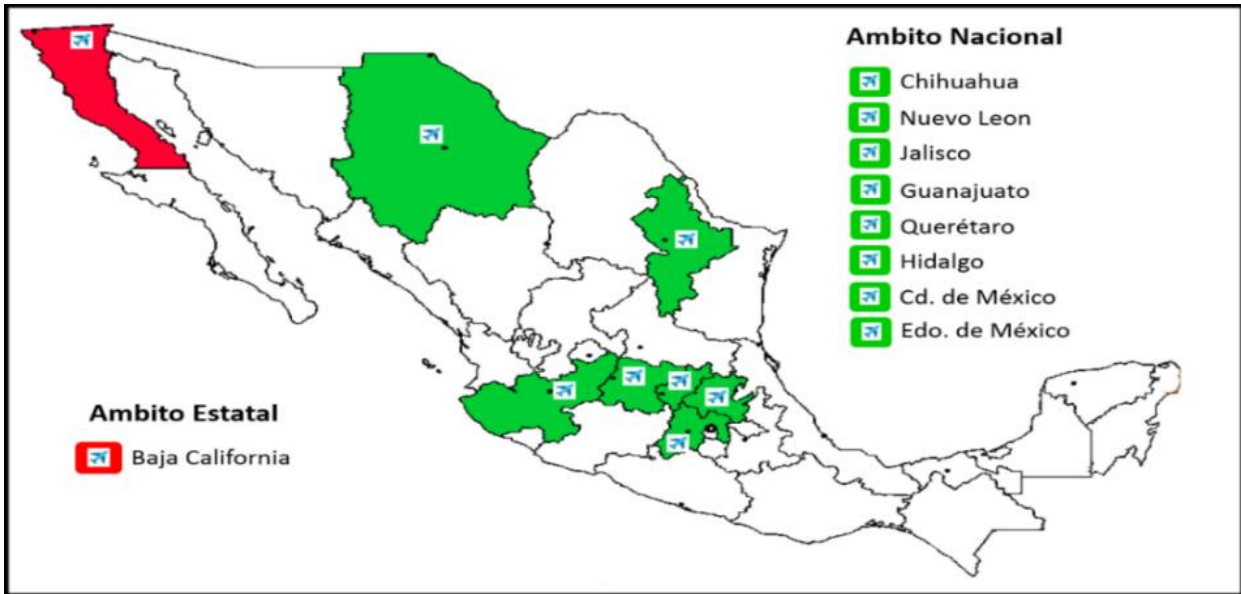 Ambito Nacional
Chihuahua
Nuevo Leon
Jalisco
Guanajuato
Querétaro
Hidalgo
Cd. de México
Edo. de México
Ambito Estatal
Baja California